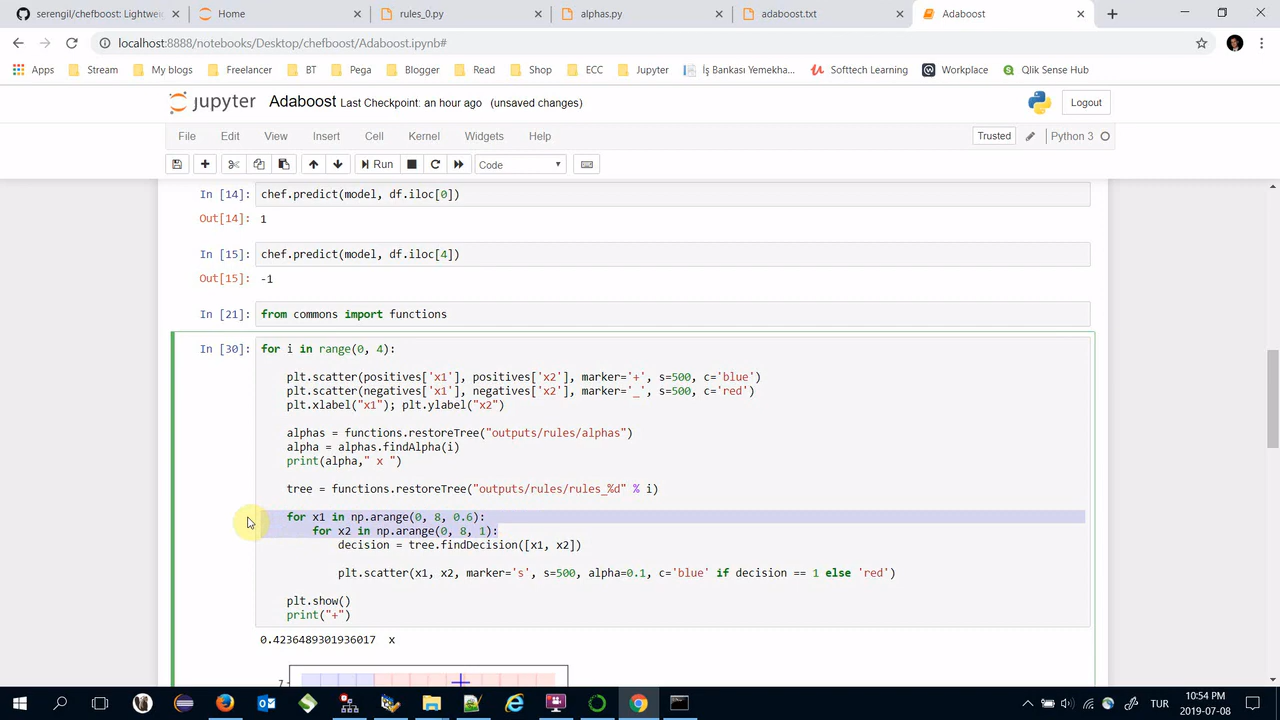 serengil/chefboost: Lightwei
Home
rules_0.py
alphas.py
adaboost.txt
Adaboost
localhost:8888/notebooks/Desktop/chefboost/Adaboost.ipynb#
Apps Stream My blogs Freelancer BT Pega Blogger Read Shop ECC Jupyter İş Bankası Yemekha... Softtech Learning Workplace Qlik Sense Hub
jupyter Adaboost Last Checkpoint: an hour ago (unsaved changes) Logout
File Edit View Insert Cell Kernel Widgets Help Trusted Python 3
Run Code
In [14]: chef.predict(model, df.iloc[0])
Out[14]: 1
In [15]: chef.predict(model, df.iloc[4])
Out[15]: -1
In [21]: from commons import functions
In [30]: for i in range(0, 4):
plt.scatter(positives['x1'], positives['x2'], marker='+', s=500, c='blue')
plt.scatter(negatives['x1'], negatives['x2'], marker='_', s=500, c='red')
plt.xlabel("x1"); plt.ylabel("x2")
alphas = functions.restoreTree("outputs/rules/alphas")
alpha = alphas.findAlpha(i)
print(alpha," x ")
tree = functions.restoreTree("outputs/rules/rules_%d" % i)
for x1 in np.arange(0, 8, 0.6):
for x2 in np.arange(0, 8, 1):
decision = tree.findDecision([x1, x2])
plt.scatter(x1, x2, marker='s', s=500, alpha=0.1, c='blue' if decision == 1 else 'red')
plt.show()
print("+")
0.4236489301936017 x
7
TUR
10:54 PM
2019-07-08